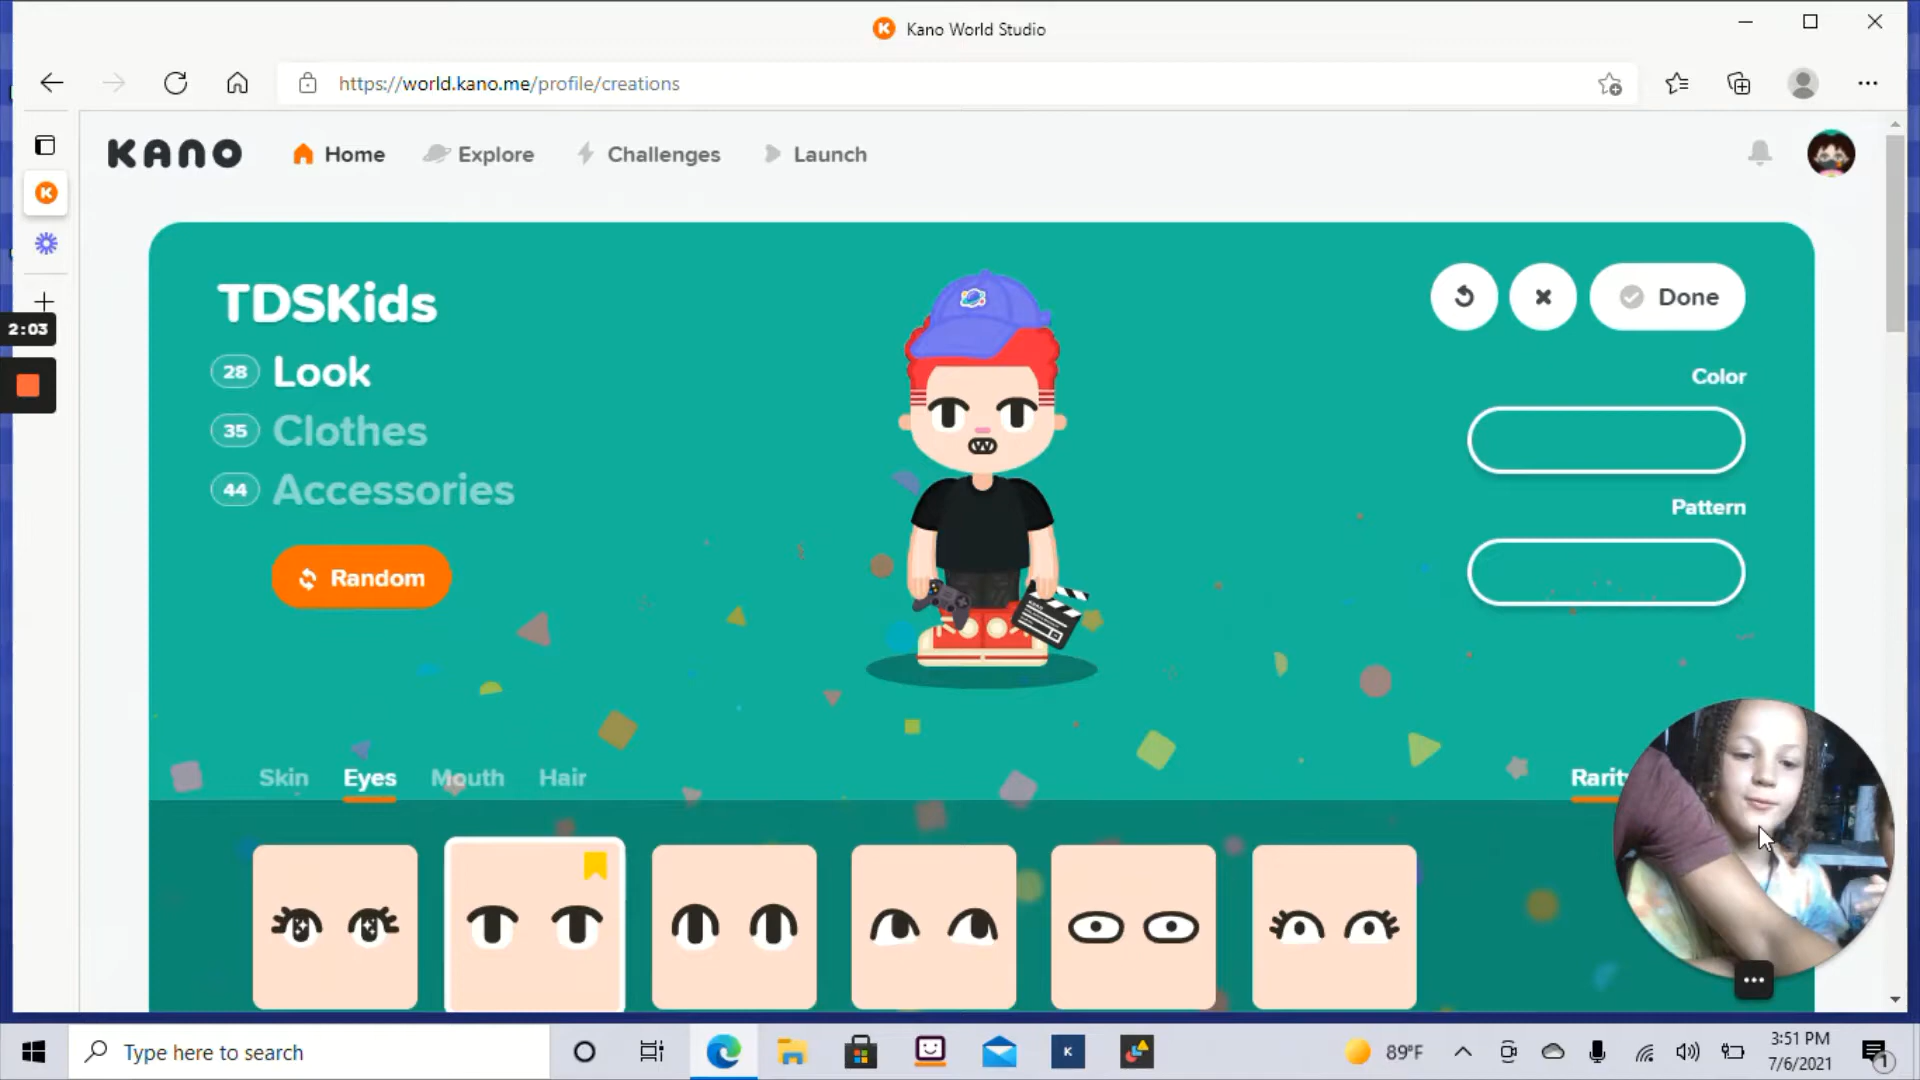 Kano World Studio
https://world.kano.me/profile/creations
KANO
Home
Explore
Challenges
Launch
TDSKids
28 Look
35 Clothes
44 Accessories
Random
Done
Color
Pattern
2:03
Skin
Eyes
Mouth
Hair
Rarity
Type here to search
89°F
3:51 PM
7/6/2021
1